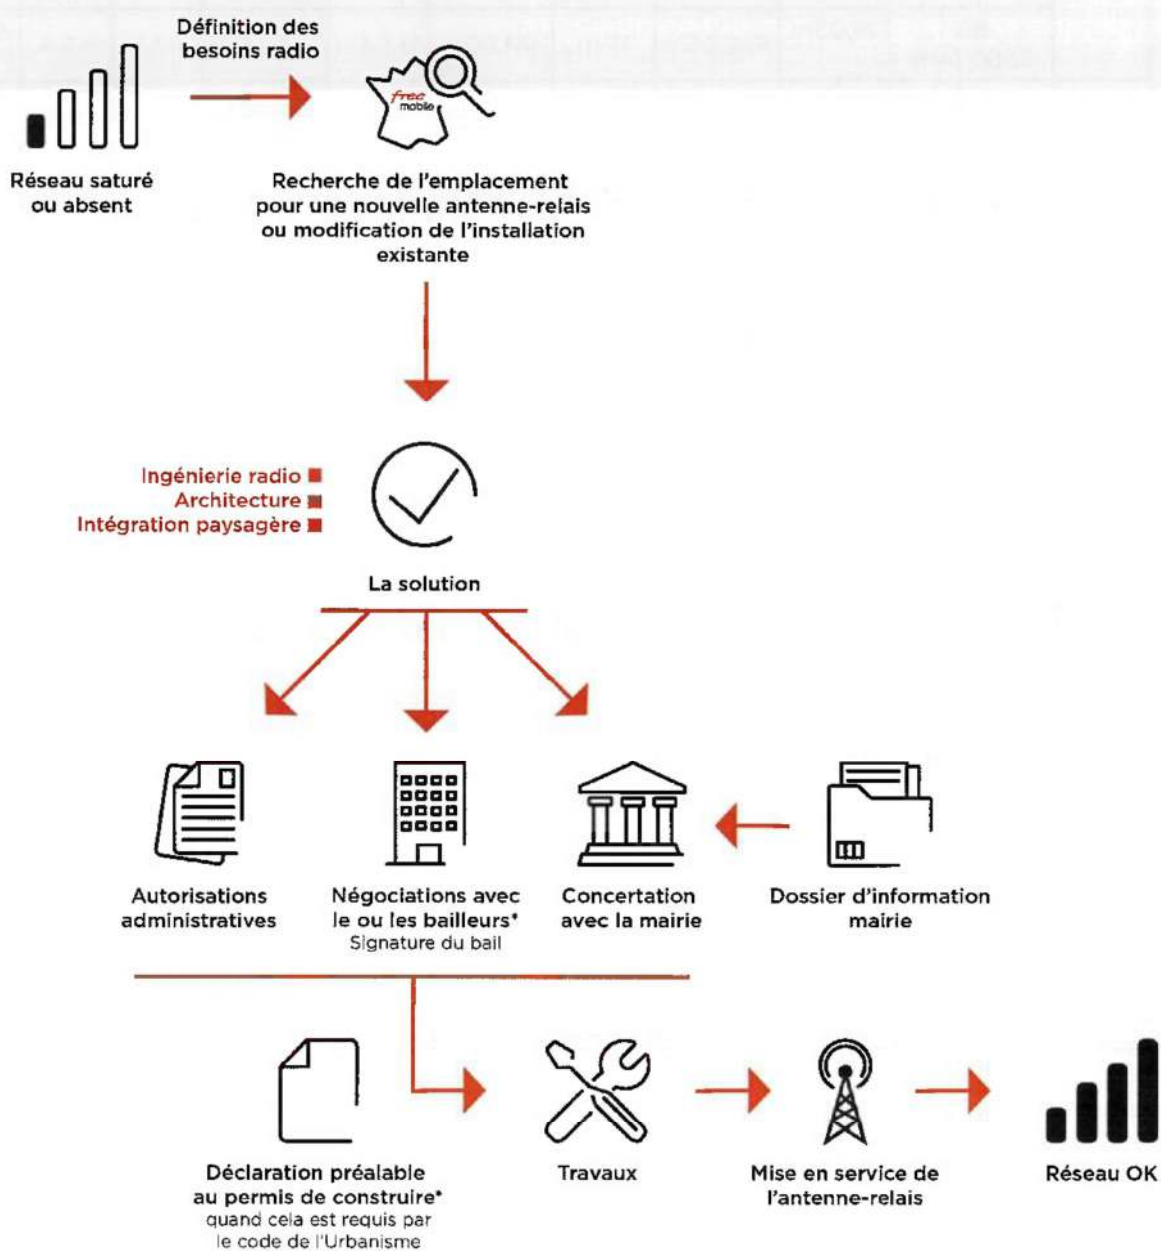 Définition des
besoins radio
free
mobile
Réseau saturé
ou absent
Recherche de l'emplacement
pour une nouvelle antenne-relais
ou modification de l'installation
existante
Ingénierie radio
Architecture
Intégration paysagère
La solution
Autorisations
administratives
Négociations avec
le ou les bailleurs*
Signature du bail
Concertation
avec la mairie
Dossier d'information
mairie
Déclaration préalable
au permis de construire*
quand cela est requis par
le code de l'Urbanisme
Travaux
Mise en service de
l'antenne-relais
Réseau OK